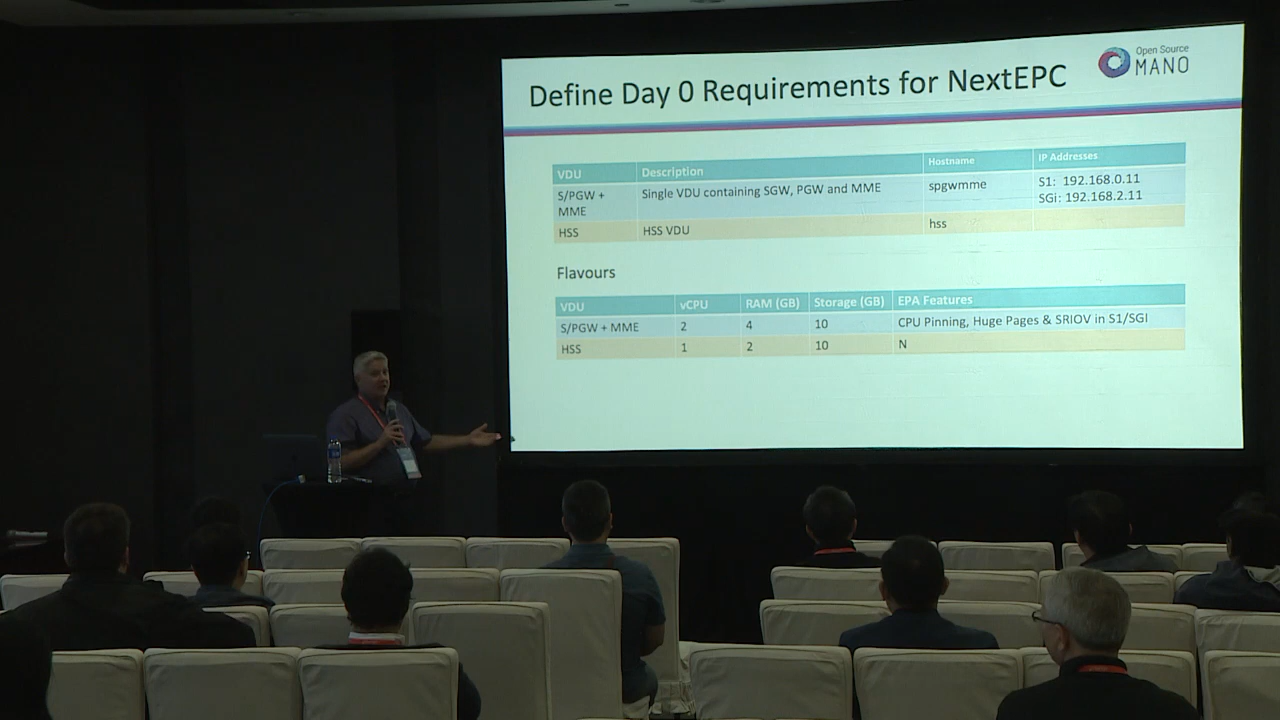 Define Day 0 Requirements for NextEPC
Open Source
MANO
VDU Description Hostname IP Addresses
S/PGW + MME Single VDU containing SGW, PGW and MME spgwmme S1: 192.168.0.11
SGi: 192.168.2.11
HSS HSS VDU hss
Flavours
VDU vCPU RAM (GB) Storage (GB) EPA Features
S/PGW + MME 2 4 10 CPU Pinning, Huge Pages & SRIOV in S1/SGI
HSS 1 2 10 N